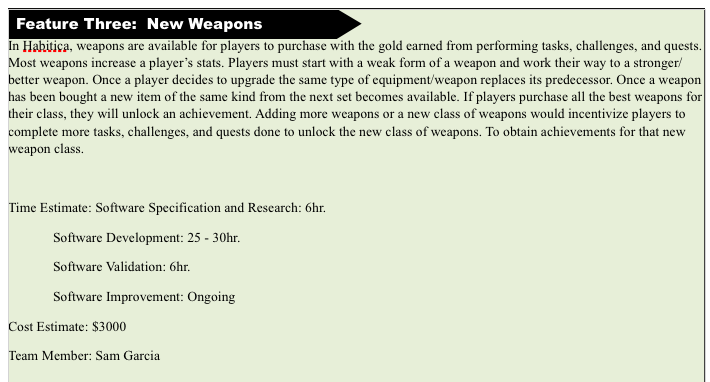 Feature Three:  New Weapons
In Habitica, weapons are available for players to purchase with the gold earned from performing tasks, challenges, and quests.
Most weapons increase a player's stats. Players must start with a weak form of a weapon and work their way to a stronger/
better weapon. Once a player decides to upgrade the same type of equipment/weapon replaces its predecessor. Once a weapon
has been bought a new item of the same kind from the next set becomes available. If players purchase all the best weapons for
their class, they will unlock an achievement. Adding more weapons or a new class of weapons would incentivize players to
complete more tasks, challenges, and quests done to unlock the new class of weapons. To obtain achievements for that new
weapon class.
Time Estimate: Software Specification and Research: 6hr.
Software Development: 25 - 30hr.
Software Validation: 6hr.
Software Improvement: Ongoing
Cost Estimate: $3000
Team Member: Sam Garcia